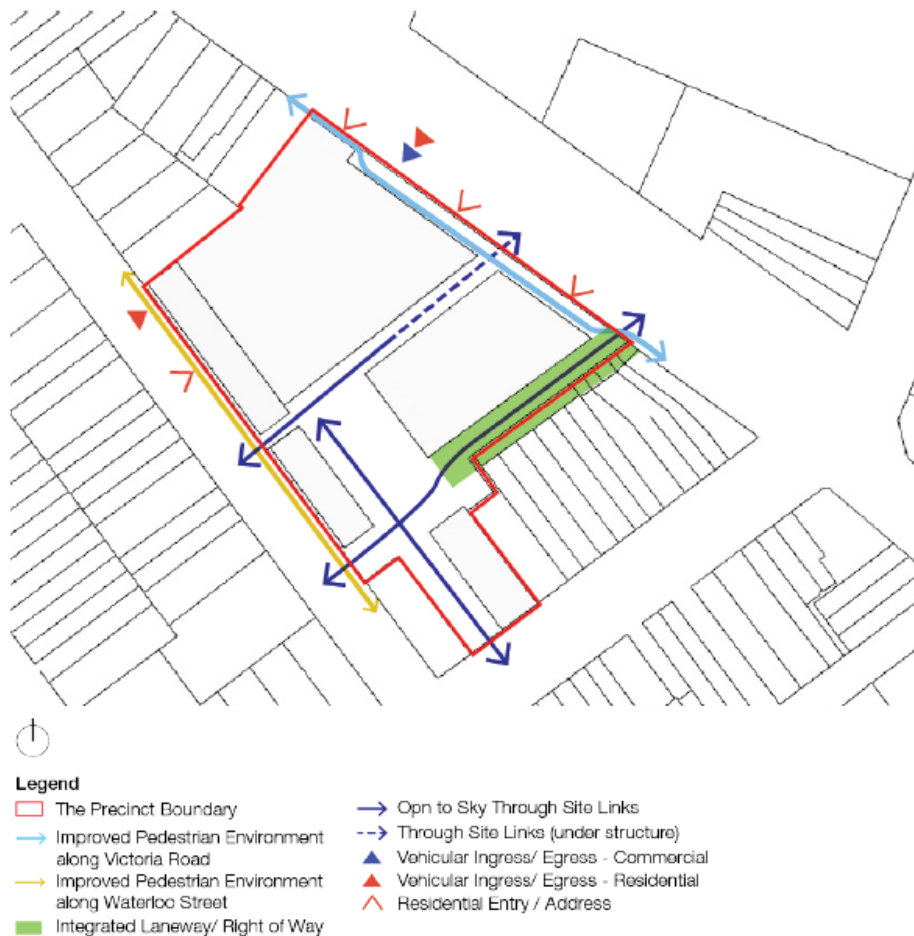 Legend
The Precinct Boundary
Improved Pedestrian Environment
along Victoria Road
Improved Pedestrian Environment
along Waterloo Street
Integrated Laneway/ Right of Way
Opn to Sky Through Site Links
Through Site Links (under structure)
Vehicular Ingress/ Egress - Commercial
Vehicular Ingress/ Egress - Residential
Residential Entry / Address